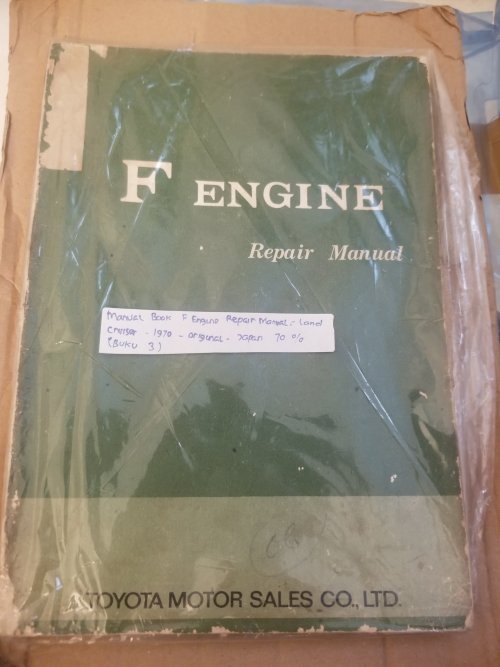 F ENGINE
Repair Manual
Manual Book F Engine Repair Manual - Land
Cruiser - 1970 - original - Japan 70 %
(Buku 3)
TOYOTA MOTOR SALES CO., LTD.